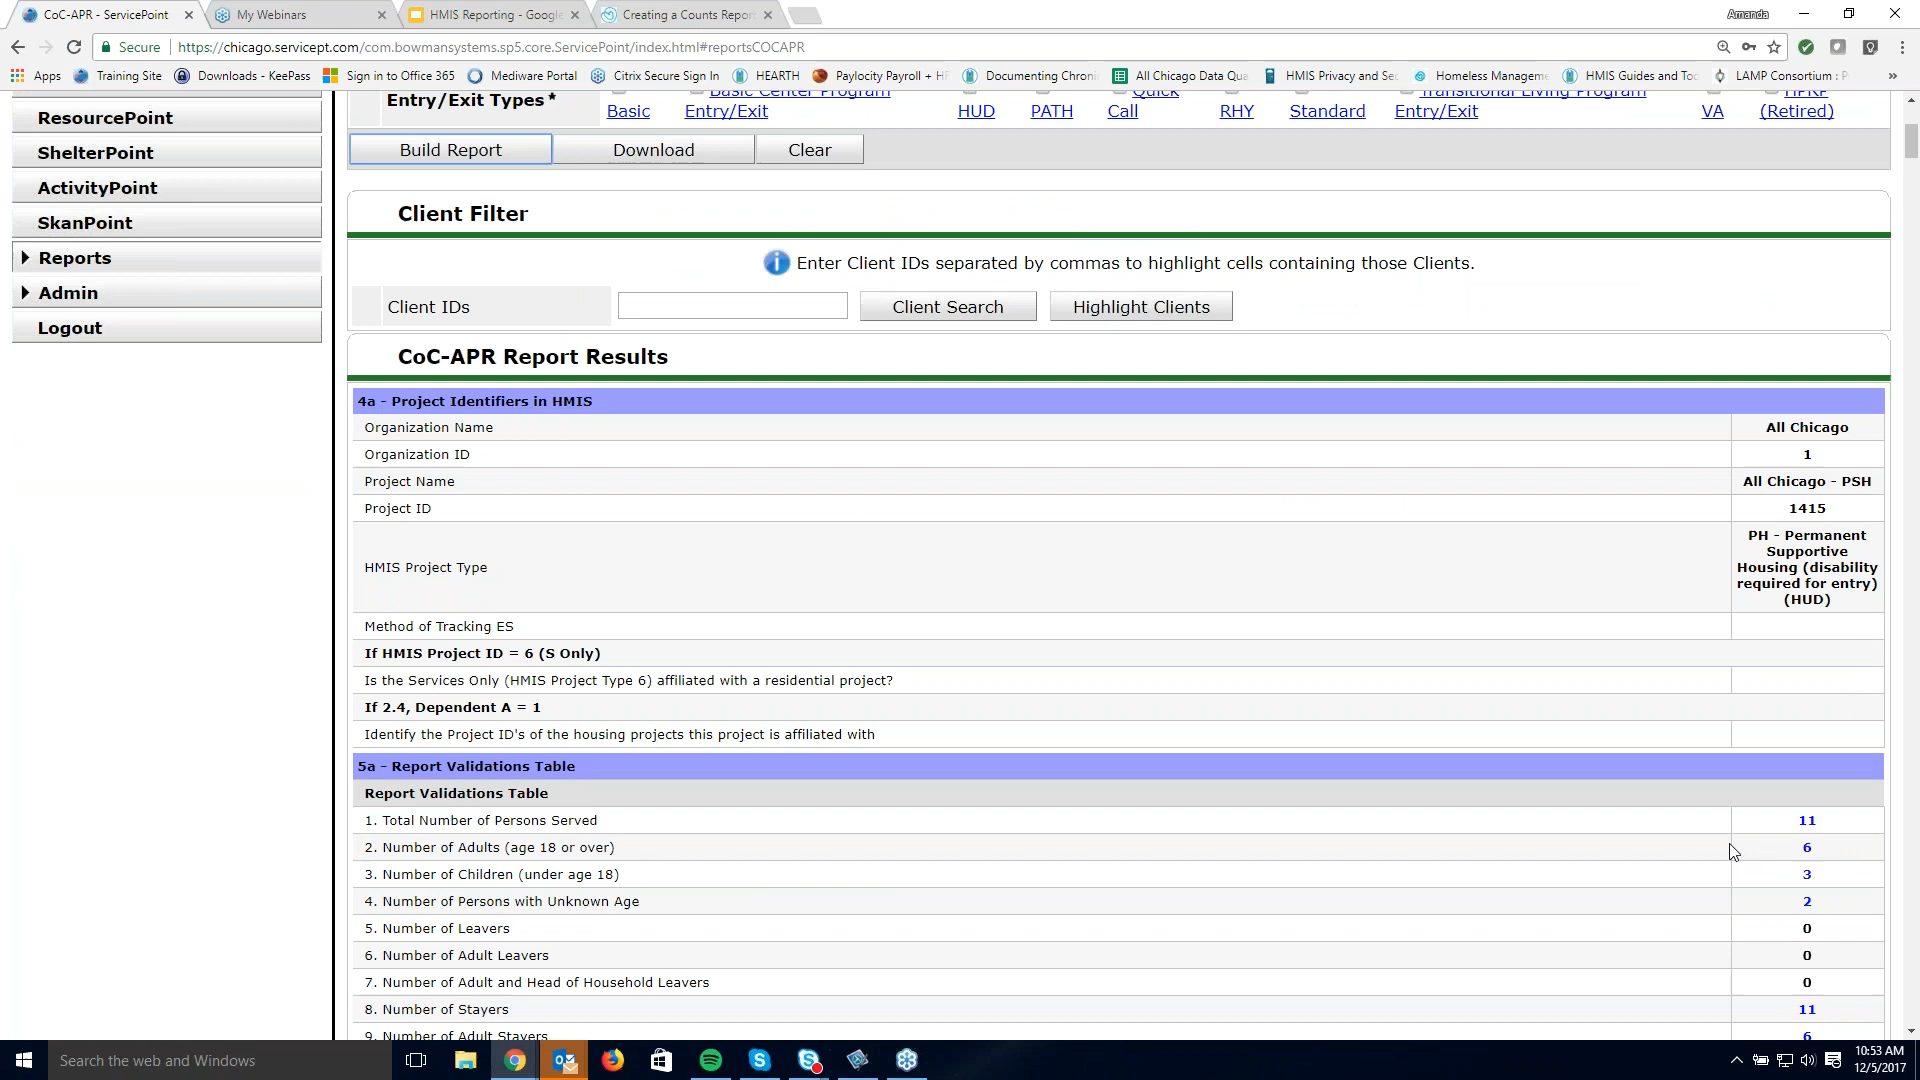 CoC-APR - ServicePoint
My Webinars
HMIS Reporting - Google
Creating a Counts Repor
Amanda
Secure
https://chicago.servicept.com/com.bowmansystems.sp5.core.ServicePoint/index.html#reportsCOCAPR
Apps
Training Site
Downloads - KeePass
Sign in to Office 365
Mediware Portal
Citrix Secure Sign In
HEARTH
Paylocity Payroll + HR
Documenting Chroni
All Chicago Data Qua
HMIS Privacy and Sec
Homeless Manageme
HMIS Guides and Too
LAMP Consortium : P
»
ResourcePoint
ShelterPoint
ActivityPoint
SkanPoint
Reports
Admin
Logout
Entry/Exit Types*
Basic
Basic Center Program
Entry/Exit
HUD
PATH
Quick
Call
RHY
Standard
Transitional Living Program
Entry/Exit
VA
HPRP
(Retired)
Build Report
Download
Clear
Client Filter
Enter Client IDs separated by commas to highlight cells containing those Clients.
Client IDs
Client Search
Highlight Clients
CoC-APR Report Results
4a - Project Identifiers in HMIS
Organization Name All Chicago
Organization ID 1
Project Name All Chicago - PSH
Project ID 1415
HMIS Project Type
PH - Permanent
Supportive
Housing (disability
required for entry)
(HUD)
Method of Tracking ES
If HMIS Project ID = 6 (S Only)
Is the Services Only (HMIS Project Type 6) affiliated with a residential project?
If 2.4, Dependent A = 1
Identify the Project ID's of the housing projects this project is affiliated with
5a - Report Validations Table
Report Validations Table
1. Total Number of Persons Served 11
2. Number of Adults (age 18 or over) 6
3. Number of Children (under age 18) 3
4. Number of Persons with Unknown Age 2
5. Number of Leavers 0
6. Number of Adult Leavers 0
7. Number of Adult and Head of Household Leavers 0
8. Number of Stayers 11
9. Number of Adult Stayers 6
Search the web and Windows
10:53 AM
12/5/2017